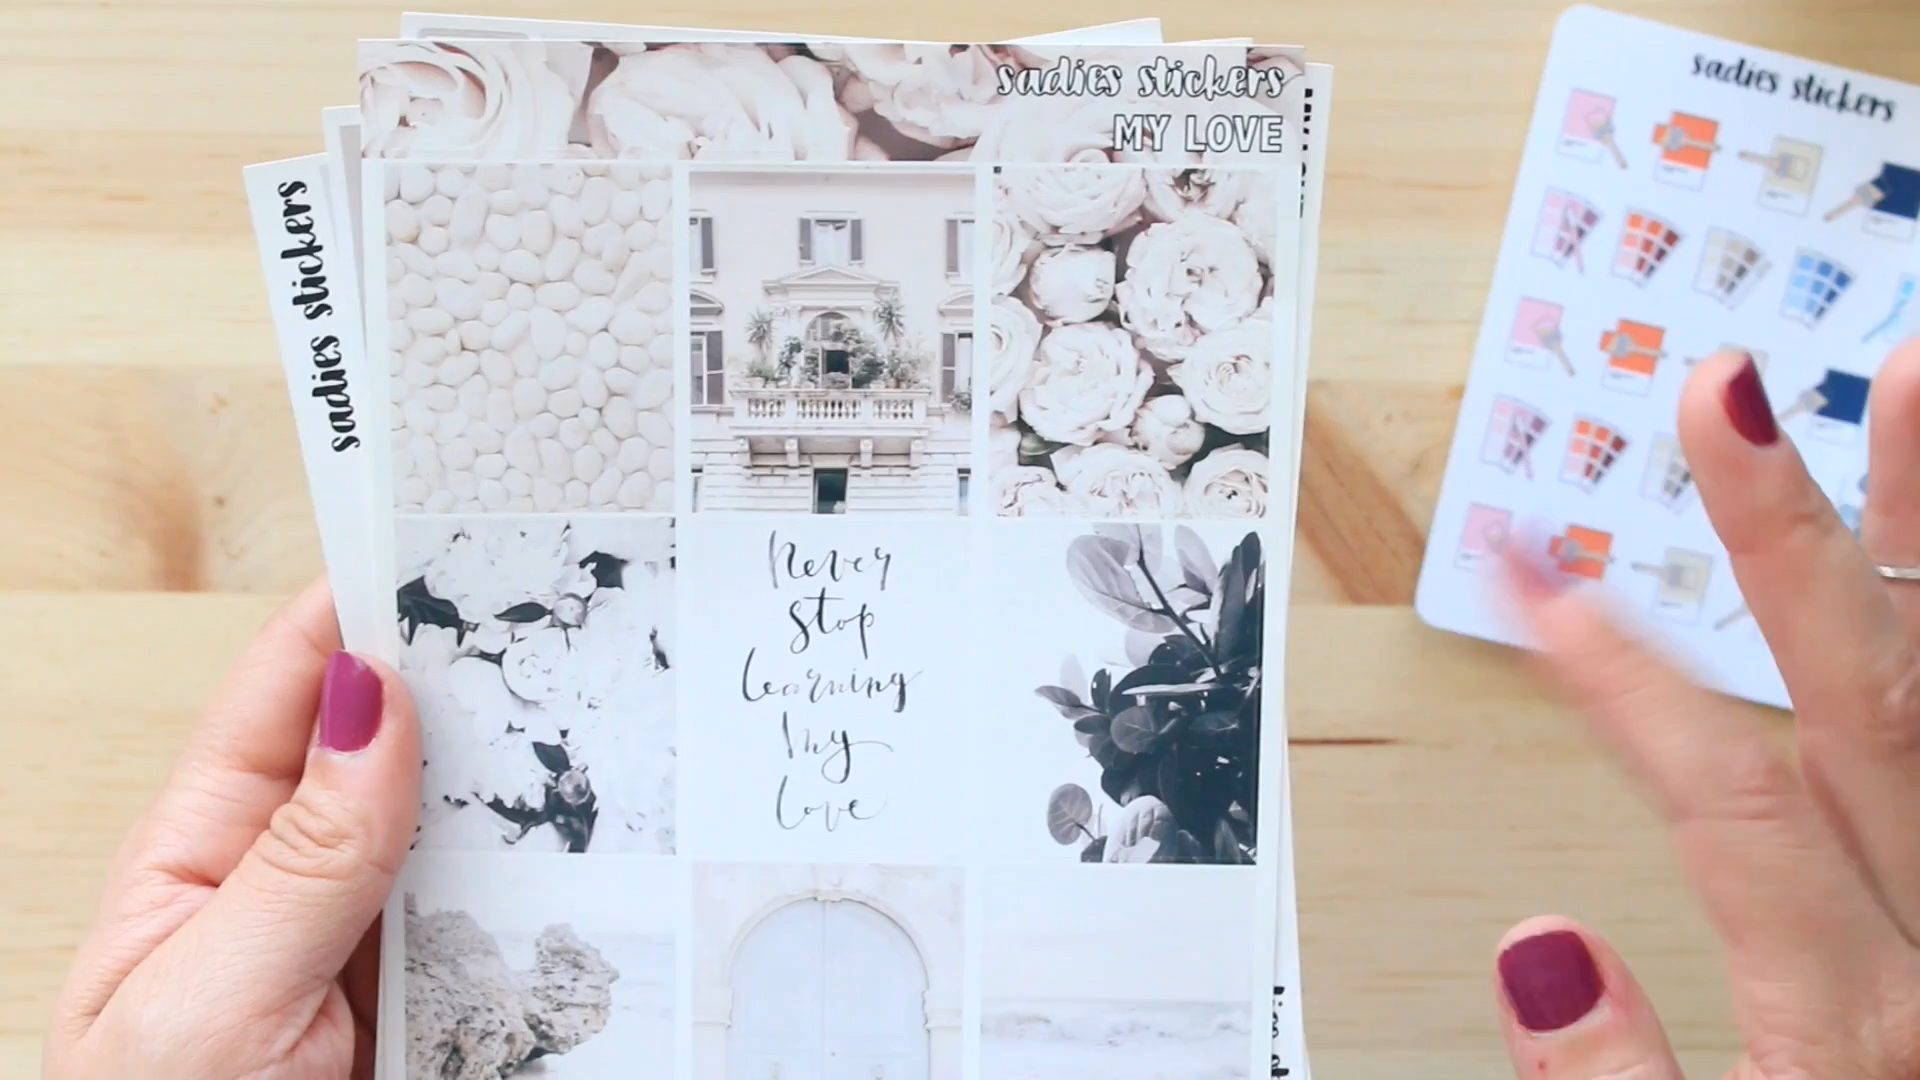 sadies stickers
MY LOVE
sadies stickers
sadies stickers
Never
Stop
Learning
My
Love